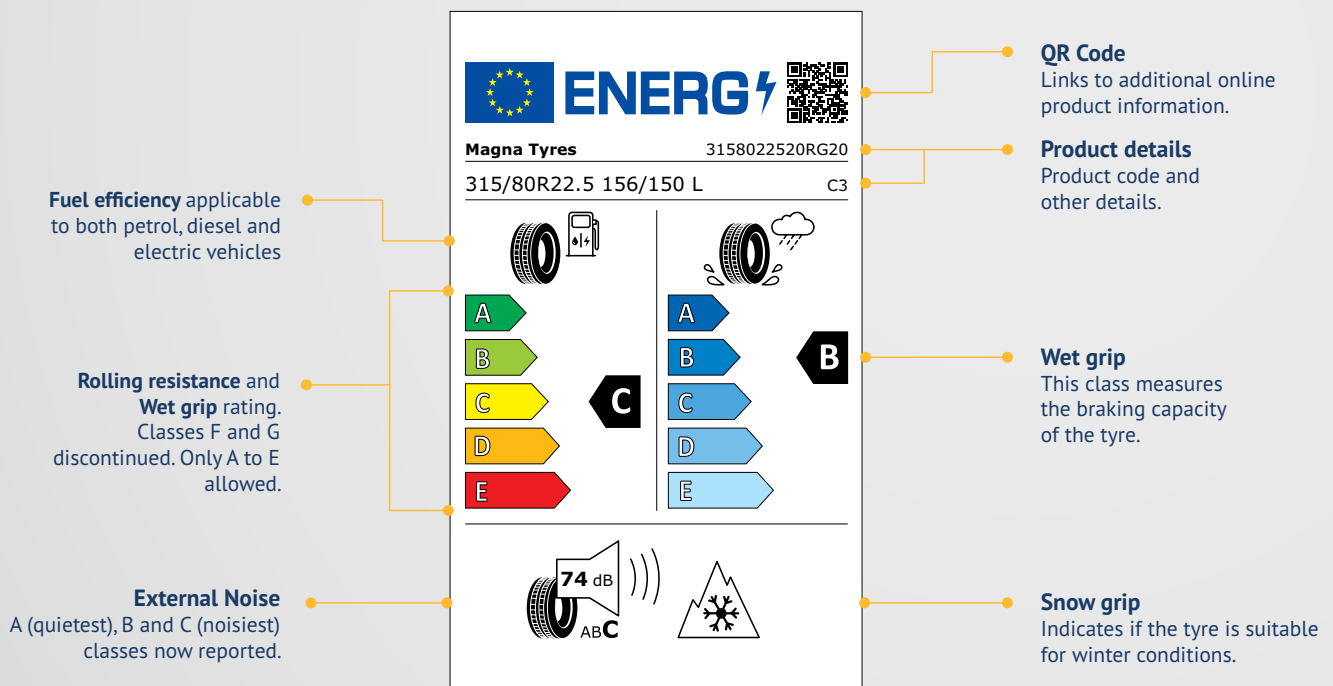 ENERG
Magna Tyres 3158022520RG20
315/80R22.5 156/150 L C3
A
B
C
D
E
C
A
B
C
D
E
B
74 dB
ABC
Fuel efficiency applicable
to both petrol, diesel and
electric vehicles
Rolling resistance and
Wet grip rating.
Classes F and G
discontinued. Only A to E
allowed.
External Noise
A (quietest), B and C (noisiest)
classes now reported.
QR Code
Links to additional online
product information.
Product details
Product code and
other details.
Wet grip
This class measures
the braking capacity
of the tyre.
Snow grip
Indicates if the tyre is suitable
for winter conditions.